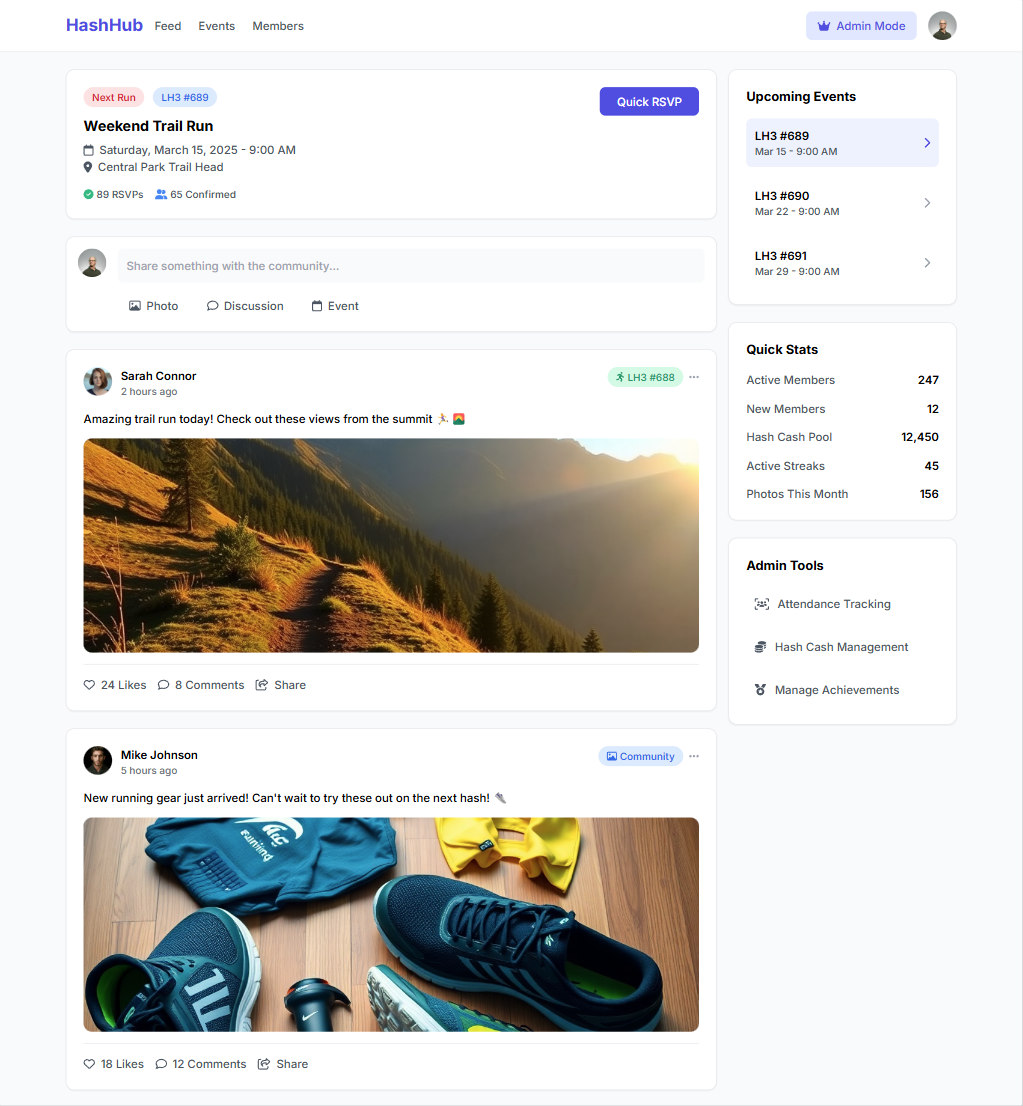 HashHub Feed Events Members Admin Mode
Next Run LH3 #689 Quick RSVP
Weekend Trail Run
Saturday, March 15, 2025 - 9:00 AM
Central Park Trail Head
89 RSVPs 65 Confirmed
Share something with the community...
Photo Discussion Event
Sarah Connor
2 hours ago
LH3 #688
Amazing trail run today! Check out these views from the summit 🏃 🌄
24 Likes 8 Comments Share
Mike Johnson
5 hours ago
Community
New running gear just arrived! Can't wait to try these out on the next hash! 👟
18 Likes 12 Comments Share
Upcoming Events
LH3 #689
Mar 15 - 9:00 AM
LH3 #690
Mar 22 - 9:00 AM
LH3 #691
Mar 29 - 9:00 AM
Quick Stats
Active Members 247
New Members 12
Hash Cash Pool 12,450
Active Streaks 45
Photos This Month 156
Admin Tools
Attendance Tracking
Hash Cash Management
Manage Achievements